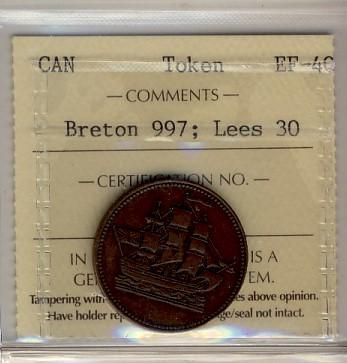 CAN Token EF-40
— COMMENTS —
Breton 997; Lees 30
— CERTIFICATION NO. —
IN IS A
GE EM.
Tampering with es above opinion.
Have holder rep ge/seal not intact.